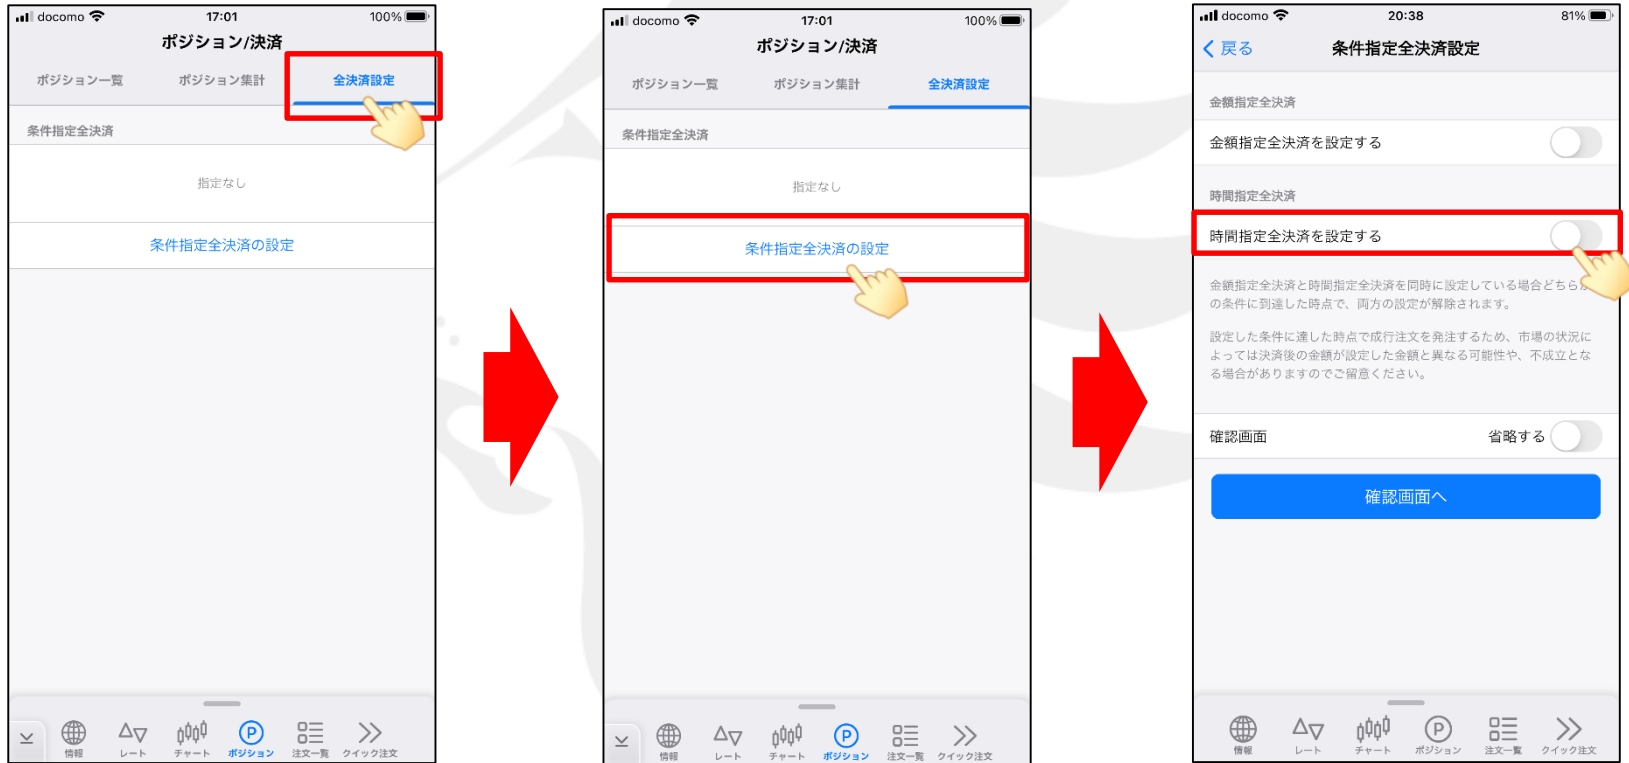 docomo 17:01 100%
ポジション/決済
ポジション一覧 ポジション集計 全決済設定
条件指定全決済
指定なし
条件指定全決済の設定
情報 レート チャート ポジション 注文一覧 クイック注文
docomo 17:01 100%
ポジション/決済
ポジション一覧 ポジション集計 全決済設定
条件指定全決済
指定なし
条件指定全決済の設定
情報 レート チャート ポジション 注文一覧 クイック注文
docomo 20:38 81%
戻る 条件指定全決済設定
金額指定全決済
金額指定全決済を設定する
時間指定全決済
時間指定全決済を設定する
金額指定全決済と時間指定全決済を同時に設定している場合どちらか
の条件に到達した時点で、両方の設定が解除されます。
設定した条件に達した時点で成行注文を発注するため、市場の状況に
よっては決済後の金額が設定した金額と異なる可能性や、不成立とな
る場合がありますのでご留意ください。
確認画面 省略する
確認画面へ
情報 レート チャート ポジション 注文一覧 クイック注文